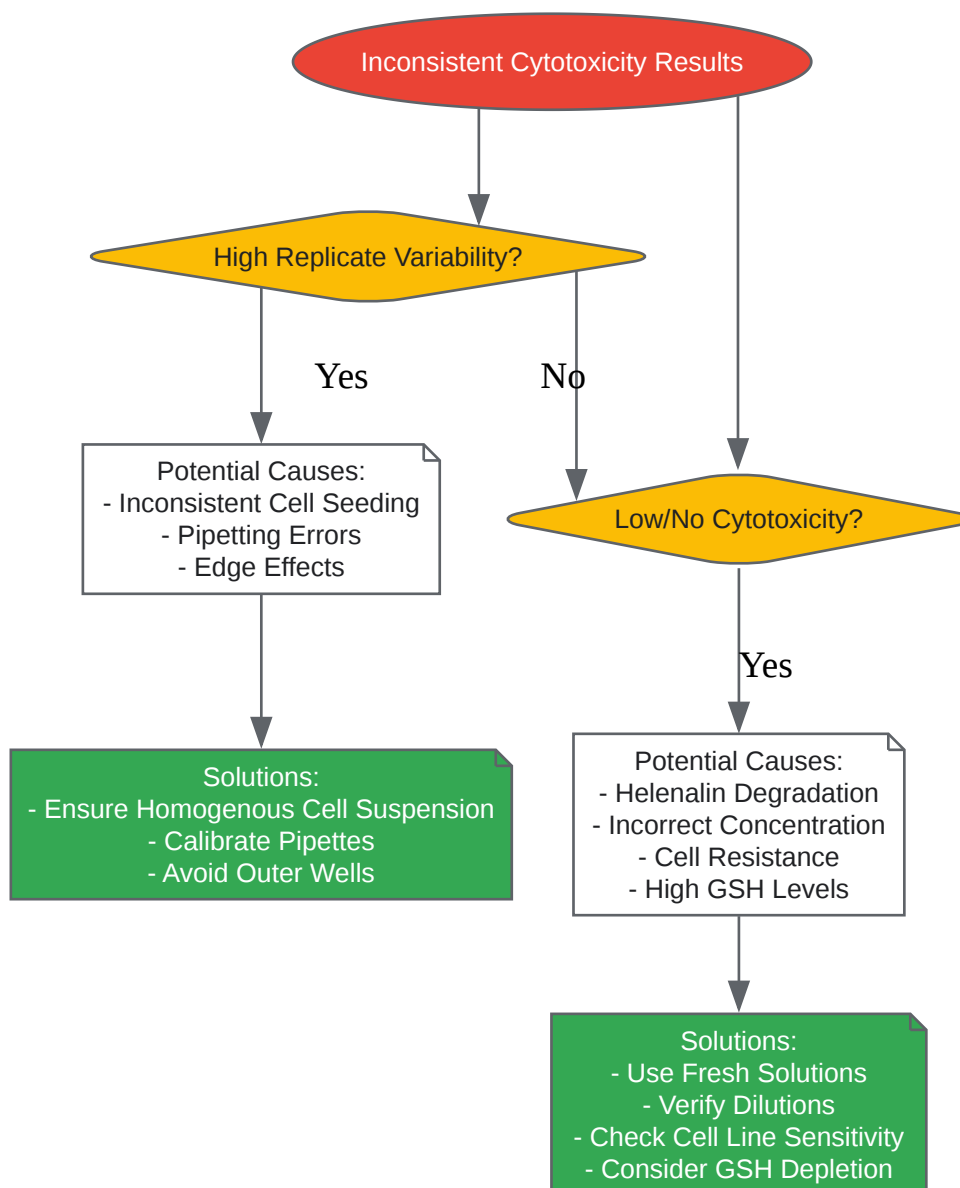 Inconsistent Cytotoxicity Results
High Replicate Variability?
Yes
No
Potential Causes:
- Inconsistent Cell Seeding
- Pipetting Errors
- Edge Effects
Low/No Cytotoxicity?
Yes
Solutions:
- Ensure Homogenous Cell Suspension
- Calibrate Pipettes
- Avoid Outer Wells
Potential Causes:
- Helenalin Degradation
- Incorrect Concentration
- Cell Resistance
- High GSH Levels
Solutions:
- Use Fresh Solutions
- Verify Dilutions
- Check Cell Line Sensitivity
- Consider GSH Depletion